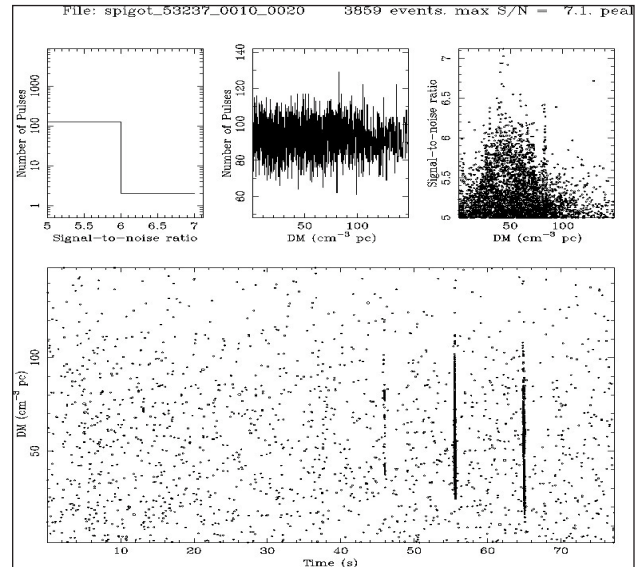 File: spigot_53237_0010_0020 3859 events. max S/N = 7.1. peal
Number of Pulses
1000
100
10
1
5 5.5 6 6.5 7
Signal-to-noise ratio
Number of Pulses
140
120
100
80
60
50 100
DM (cm⁻³ pc)
Signal-to-noise ratio
7
6.5
6
5.5
5
50 100
DM (cm⁻³ pc)
DM (cm⁻³ pc)
100
50
10 20 30 40 50 60 70
Time (s)